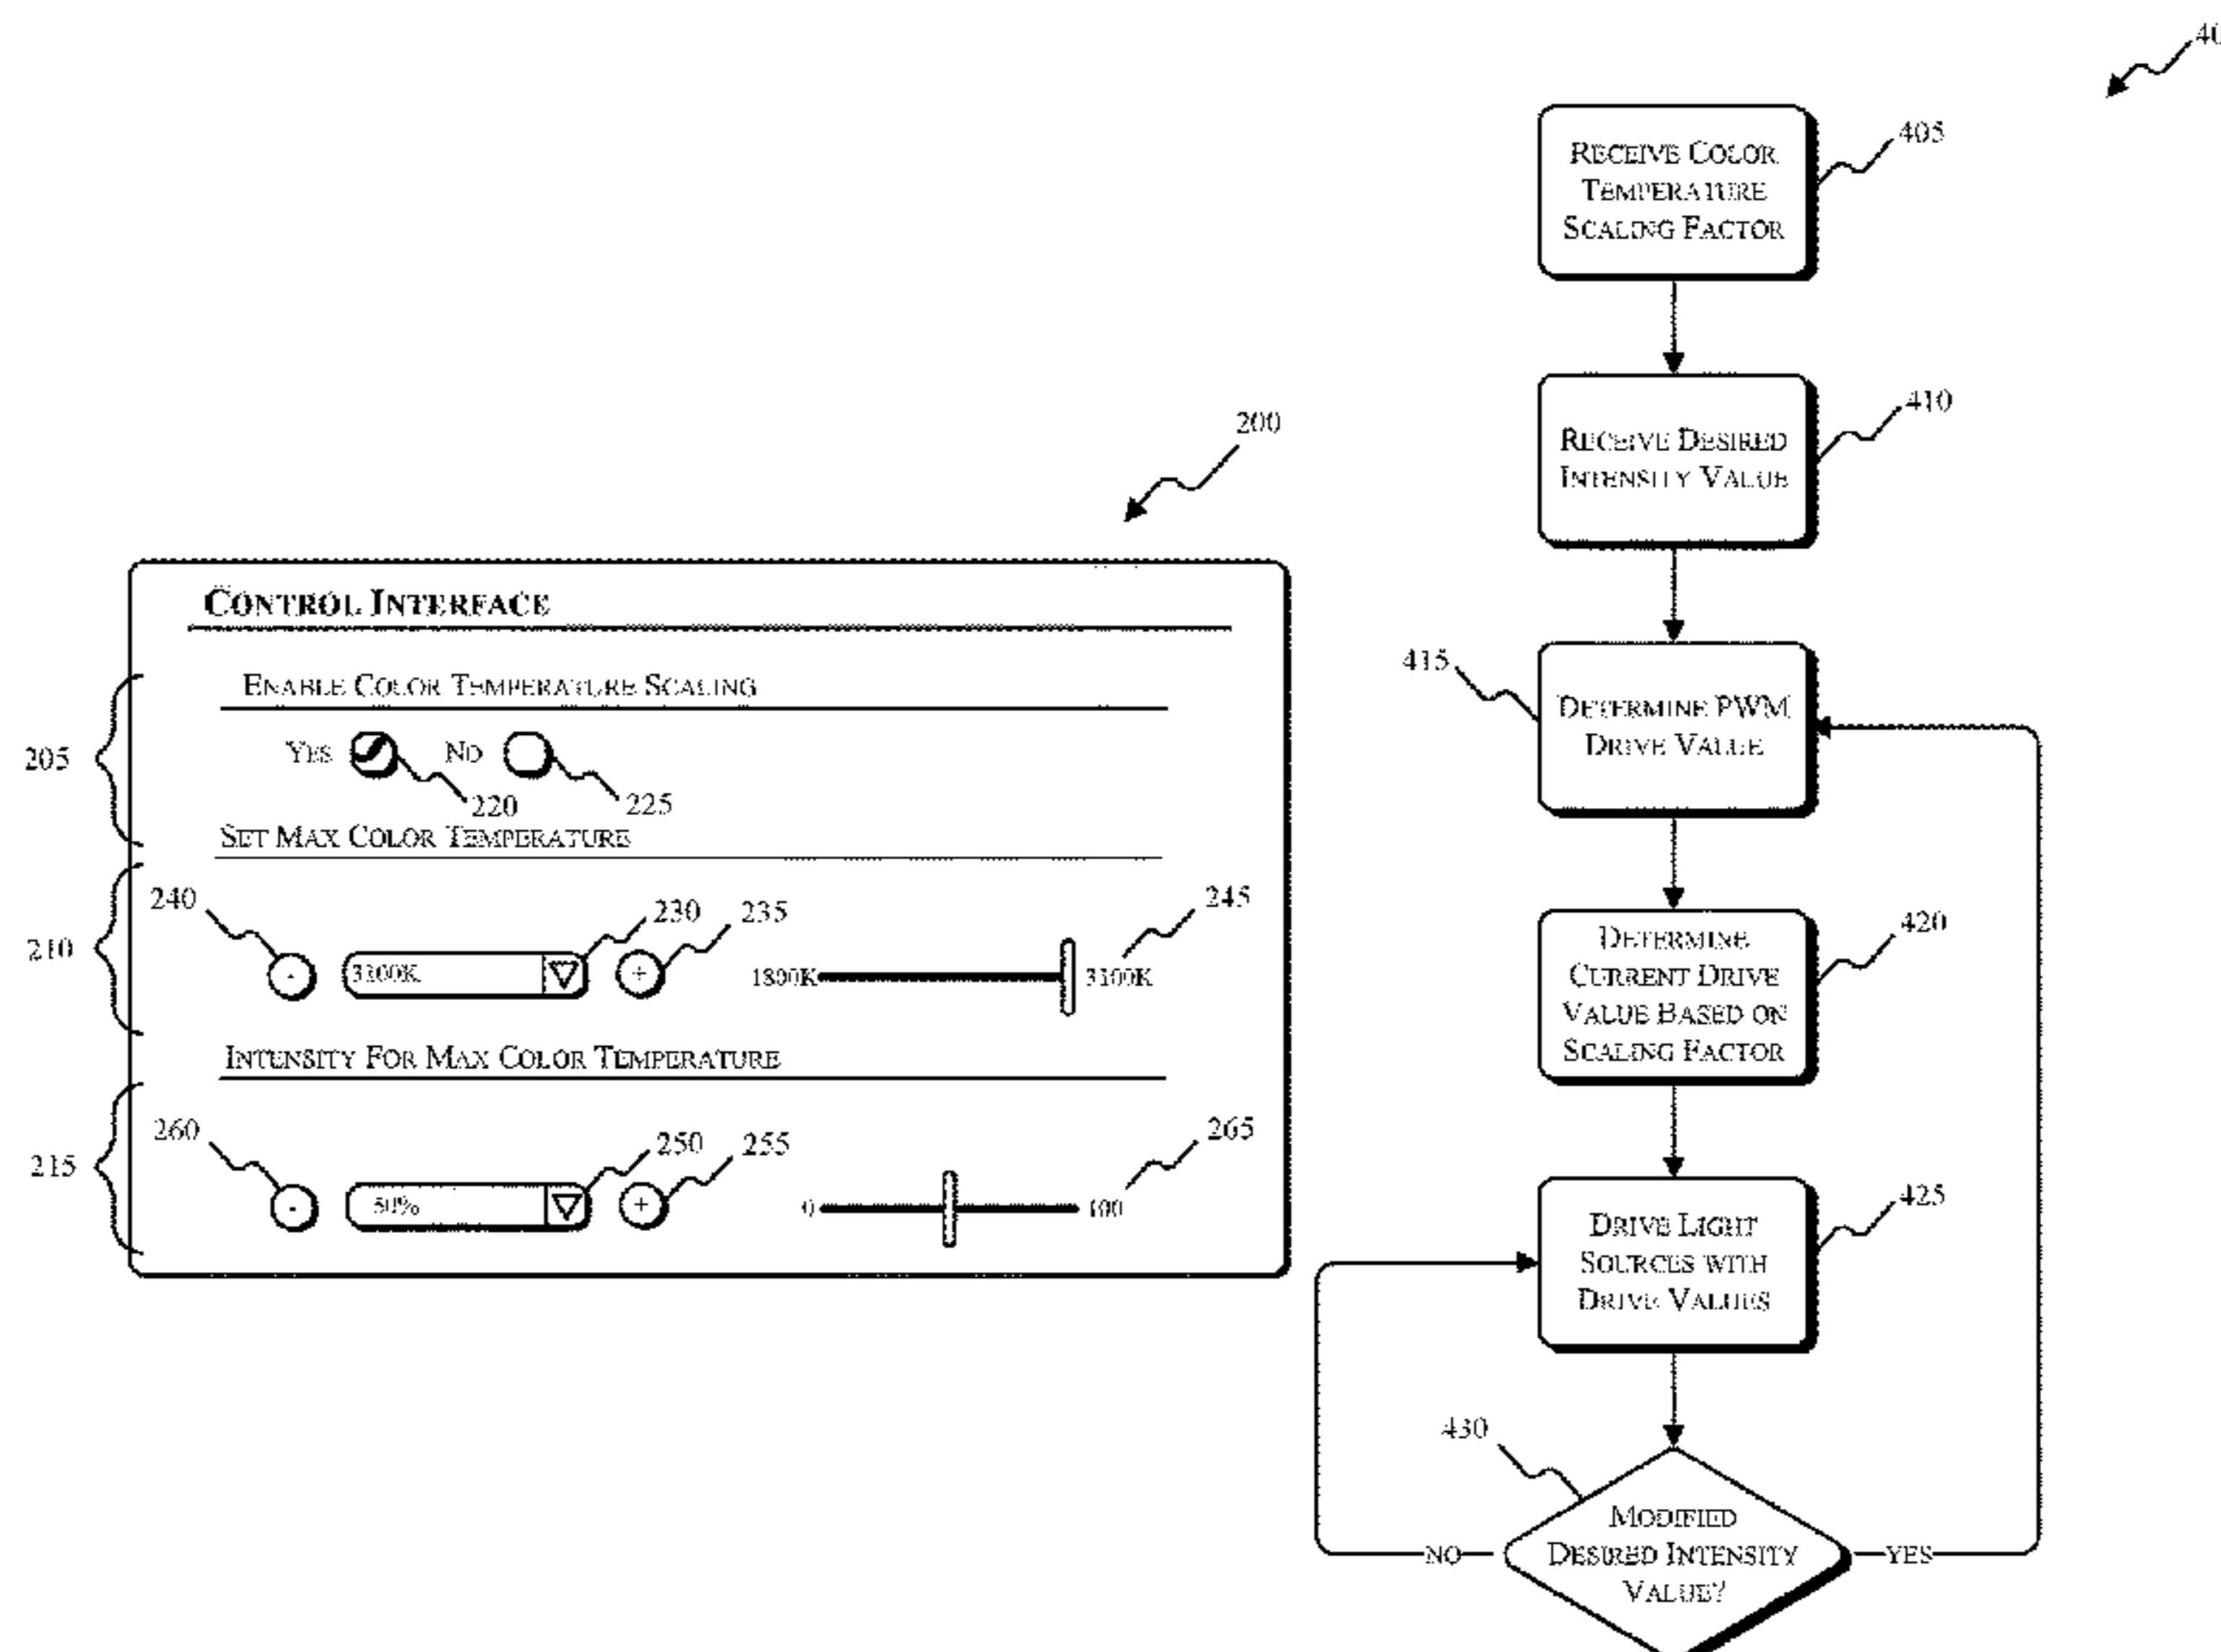 200
CONTROL INTERFACE
ENABLE COLOR TEMPERATURE SCALING
205
YES NO
220 225
SET MAX COLOR TEMPERATURE
210
240 230 235 245
- 3100K + 1800K 3100K
INTENSITY FOR MAX COLOR TEMPERATURE
215
260 250 255 265
- 50% + 0 100
405
RECEIVE COLOR
TEMPERATURE
SCALING FACTOR
410
RECEIVE DESIRED
INTENSITY VALUE
415
DETERMINE PWM
DRIVE VALUE
420
DETERMINE
CURRENT DRIVE
VALUE BASED ON
SCALING FACTOR
425
DRIVE LIGHT
SOURCES WITH
DRIVE VALUES
430
MODIFIED
DESIRED INTENSITY
VALUE?
NO
YES